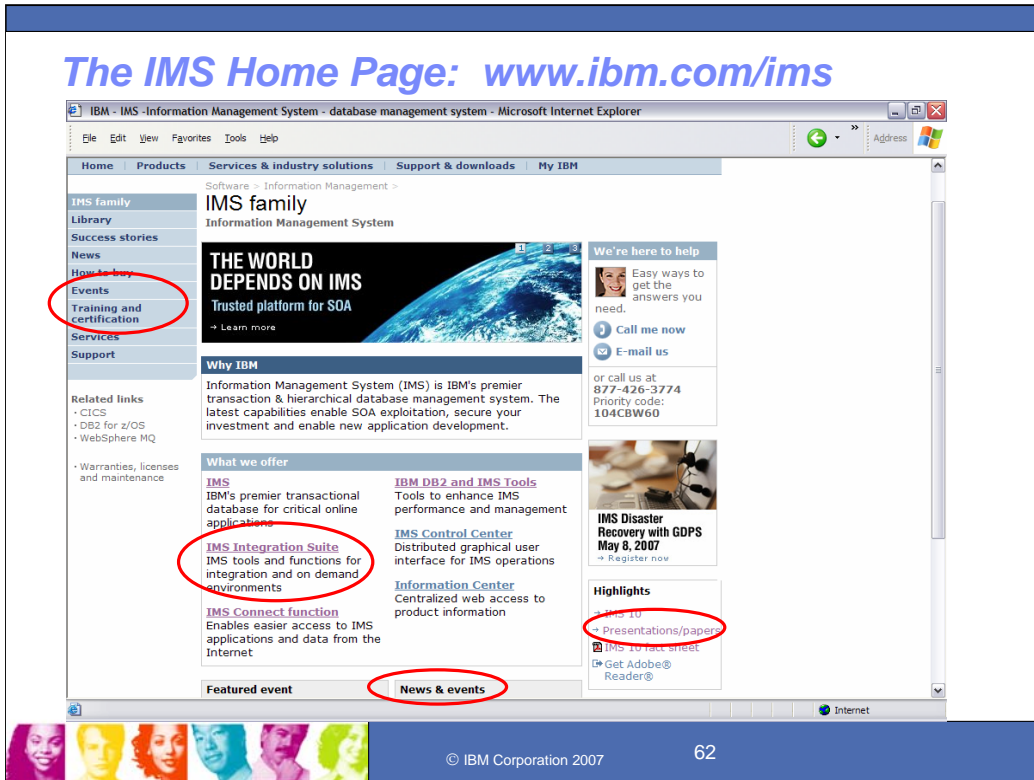 The IMS Home Page: www.ibm.com/ims
IBM - IMS -Information Management System - database management system - Microsoft Internet Explorer
File Edit View Favorites Tools Help
» Address
Home Products Services & industry solutions Support & downloads My IBM
Software > Information Management >
IMS family
Information Management System
IMS family
Library
Success stories
News
How to buy
Events
Training and
certification
Services
Support
Related links
· CICS
· DB2 for z/OS
· WebSphere MQ
· Warranties, licenses
and maintenance
THE WORLD
DEPENDS ON IMS
Trusted platform for SOA
→ Learn more
1 2 3
Why IBM
Information Management System (IMS) is IBM's premier
transaction & hierarchical database management system. The
latest capabilities enable SOA exploitation, secure your
investment and enable new application development.
What we offer
IMS
IBM's premier transactional
database for critical online
applications
IMS Integration Suite
IMS tools and functions for
integration and on demand
environments
IMS Connect function
Enables easier access to IMS
applications and data from the
Internet
IBM DB2 and IMS Tools
Tools to enhance IMS
performance and management
IMS Control Center
Distributed graphical user
interface for IMS operations
Information Center
Centralized web access to
product information
Featured event
News & events
We're here to help
Easy ways to
get the
answers you
need.
Call me now
E-mail us
or call us at
877-426-3774
Priority code:
104CBW60
IMS Disaster
Recovery with GDPS
May 8, 2007
→ Register now
Highlights
→ IMS 10
→ Presentations/papers
IMS 10 fact sheet
Get Adobe®
Reader®
Internet
© IBM Corporation 2007
62